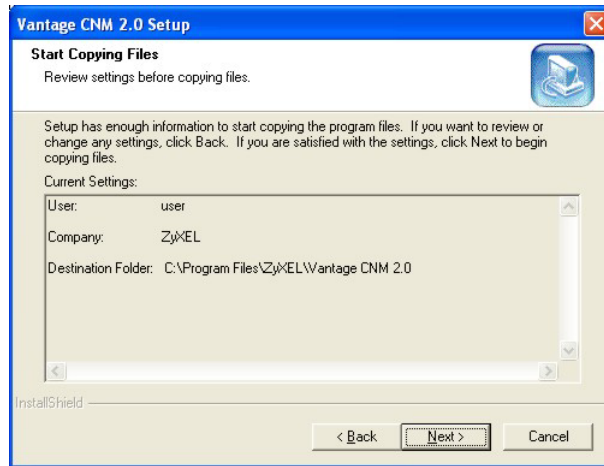 Vantage CNM 2.0 Setup
Start Copying Files
Review settings before copying files.
Setup has enough information to start copying the program files. If you want to review or
change any settings, click Back. If you are satisfied with the settings, click Next to begin
copying files.
Current Settings:
User: user
Company: ZyXEL
Destination Folder: C:\Program Files\ZyXEL\Vantage CNM 2.0
InstallShield
< Back Next > Cancel